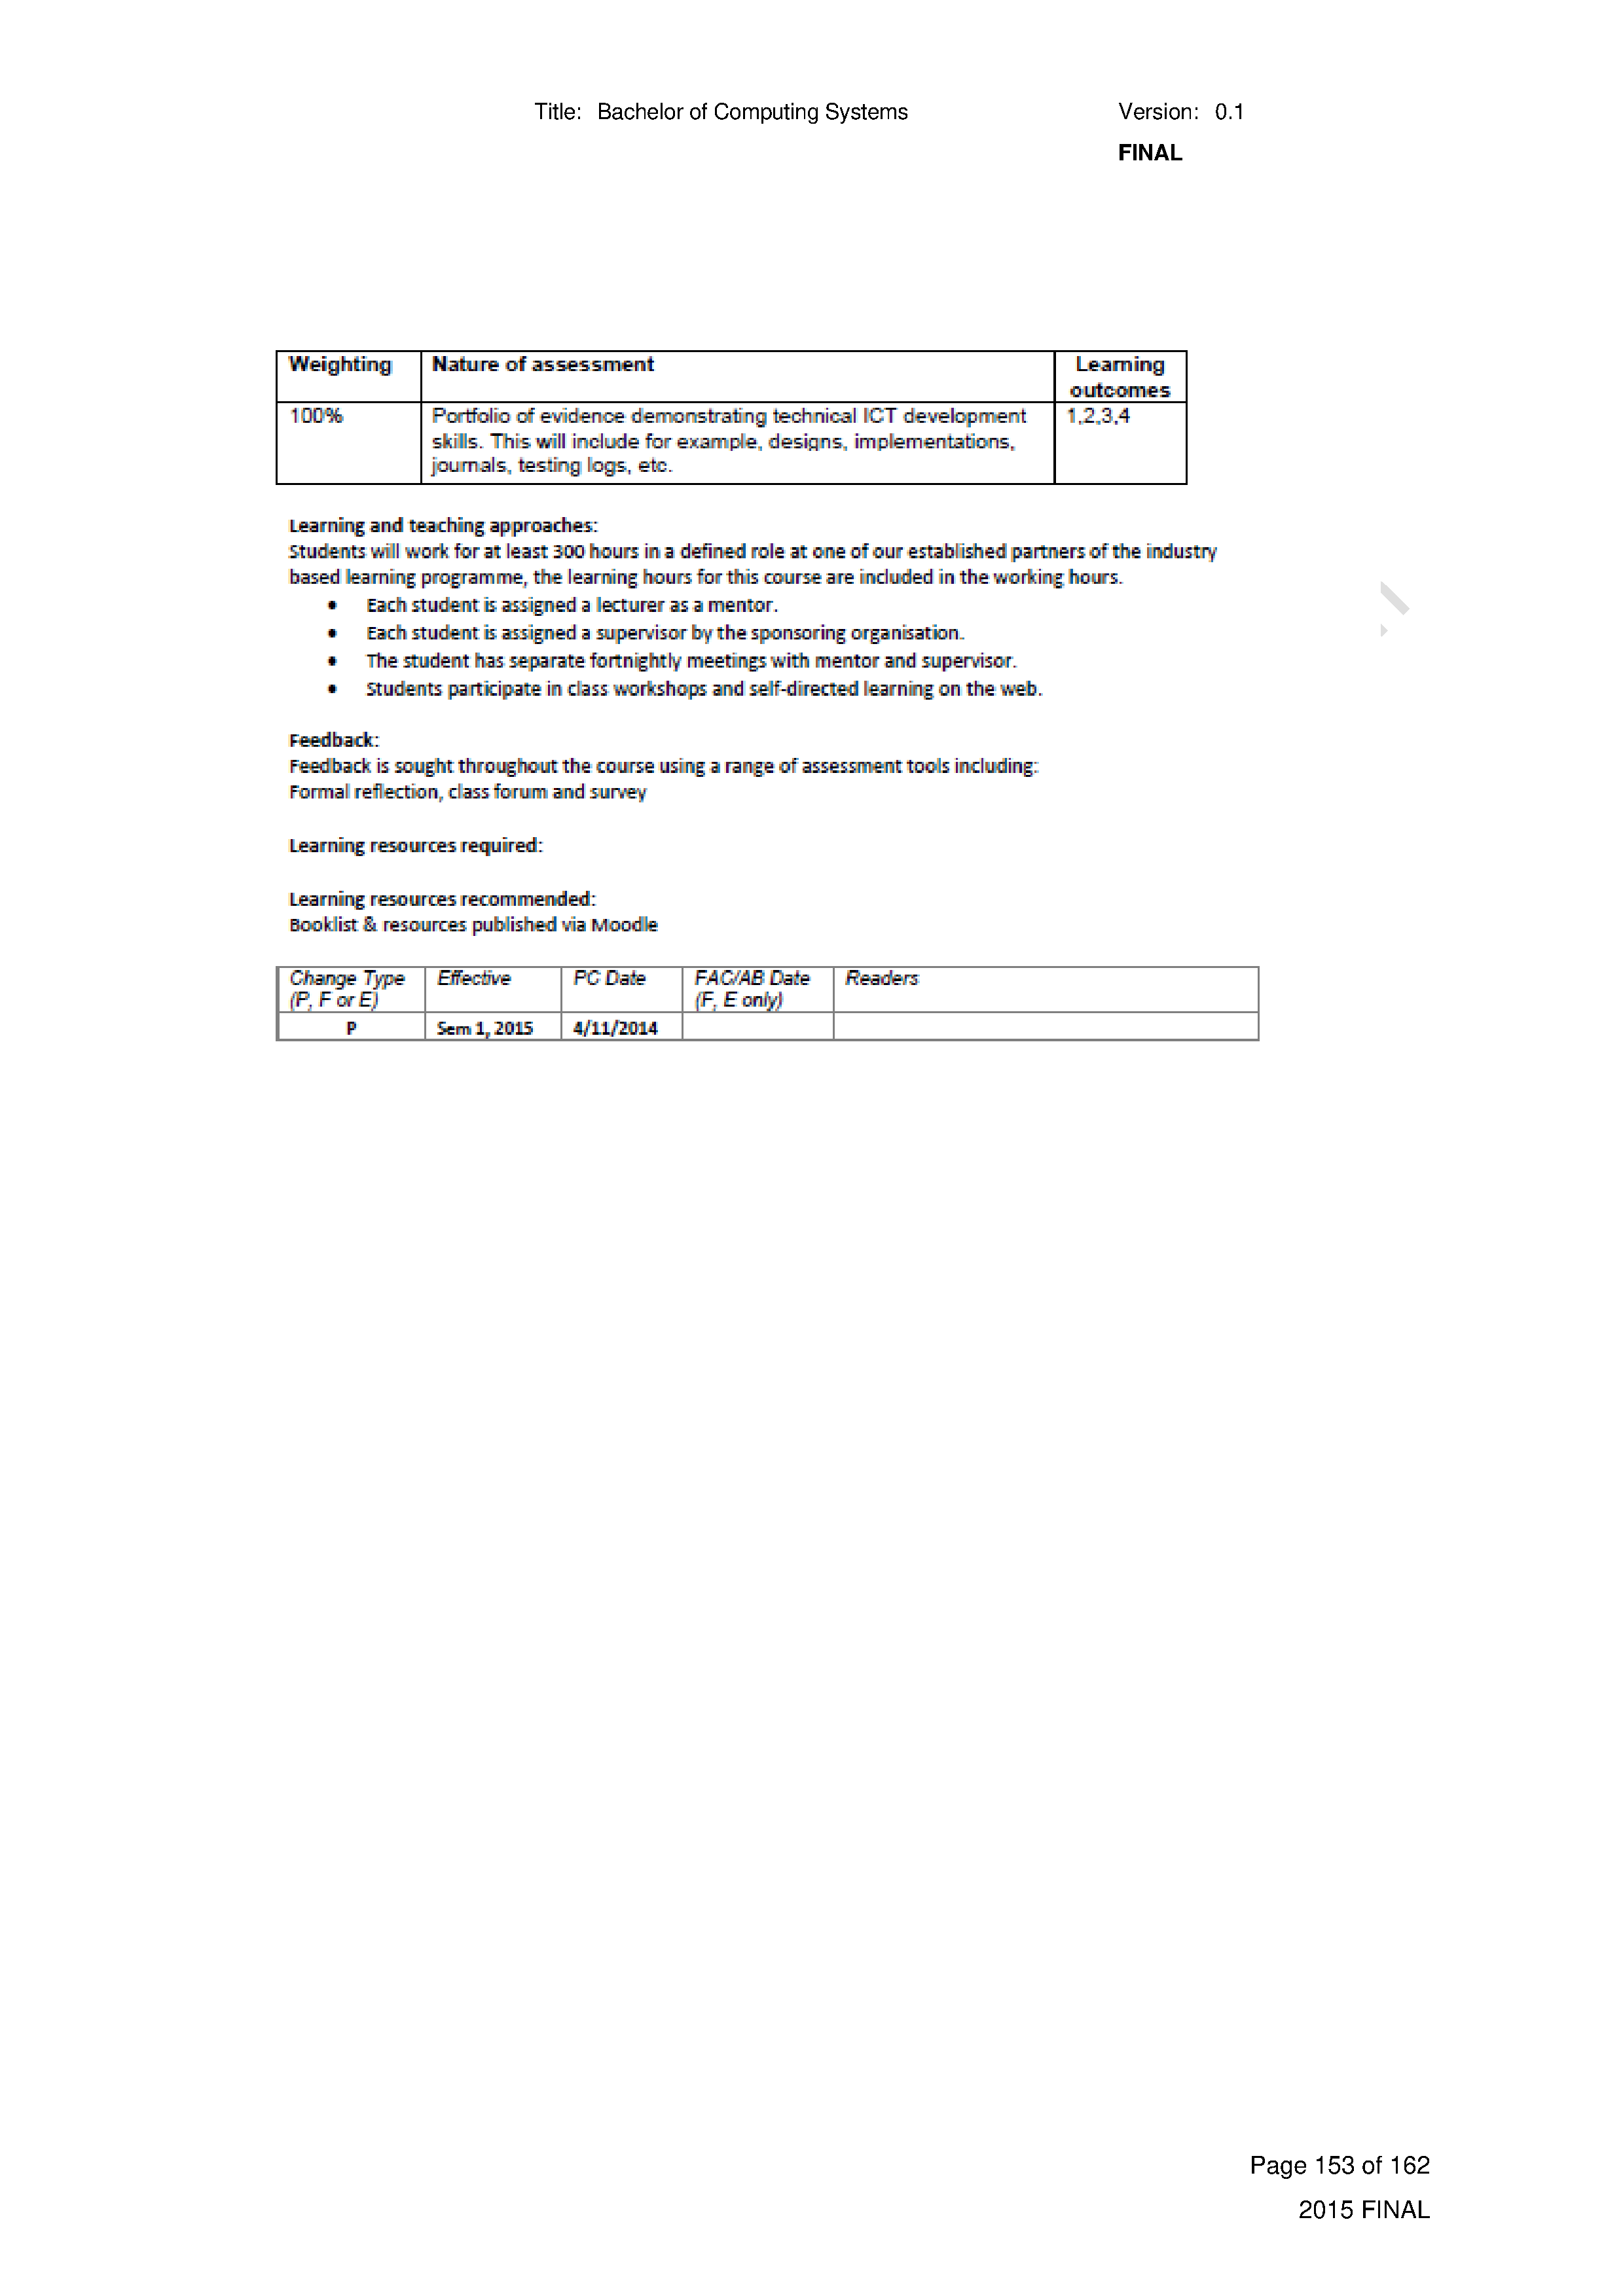 Title: Bachelor of Computing Systems Version: 0.1
FINAL
Weighting Nature of assessment Learning
outcomes
100% Portfolio of evidence demonstrating technical ICT development 1,2,3,4
skills. This will include for example, designs, implementations,
journals, testing logs, etc.
Learning and teaching approaches:
Students will work for at least 300 hours in a defined role at one of our established partners of the industry
based learning programme, the learning hours for this course are included in the working hours.
• Each student is assigned a lecturer as a mentor.
• Each student is assigned a supervisor by the sponsoring organisation.
• The student has separate fortnightly meetings with mentor and supervisor.
• Students participate in class workshops and self-directed learning on the web.
Feedback:
Feedback is sought throughout the course using a range of assessment tools including:
Formal reflection, class forum and survey
Learning resources required:
Learning resources recommended:
Booklist & resources published via Moodle
Change Type Effective PC Date FAC/AB Date Readers
(P, F or E) (F, E only)
P Sem 1, 2015 4/11/2014
Page 153 of 162
2015 FINAL